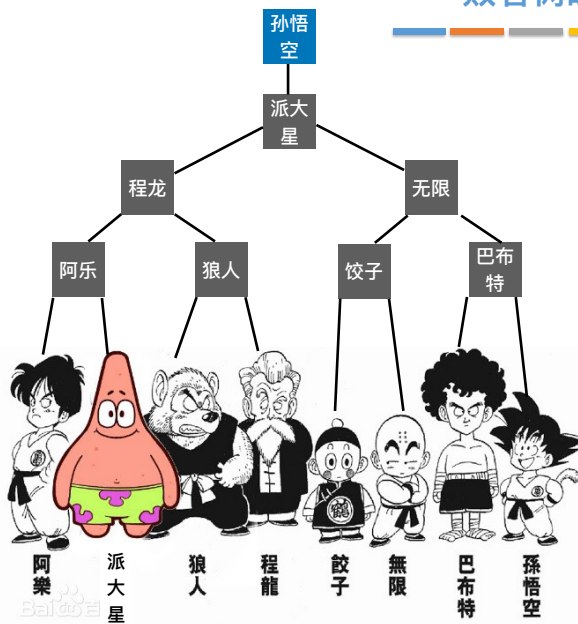 孙悟
空
派大
星
程龙
无限
阿乐
狼人
饺子
巴布
特
阿樂
派大星
狼人
程龍
餃子
無限
巴布特
孫悟空